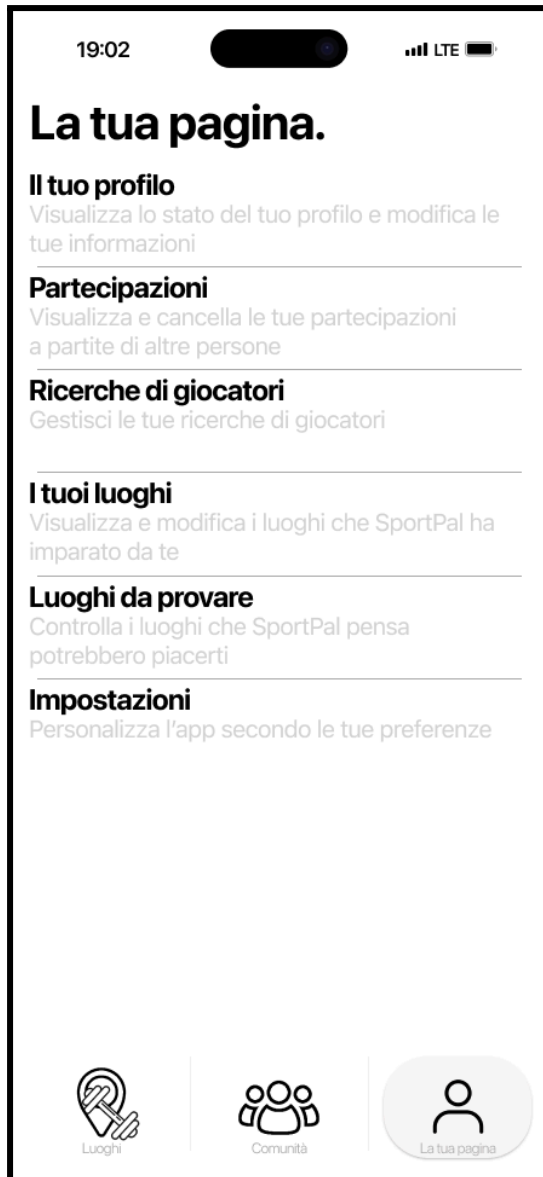 19:02
LTE
La tua pagina.
Il tuo profilo
Visualizza lo stato del tuo profilo e modifica le
tue informazioni
Partecipazioni
Visualizza e cancella le tue partecipazioni
a partite di altre persone
Ricerche di giocatori
Gestisci le tue ricerche di giocatori
I tuoi luoghi
Visualizza e modifica i luoghi che SportPal ha
imparato da te
Luoghi da provare
Controlla i luoghi che SportPal pensa
potrebbero piacerti
Impostazioni
Personalizza l'app secondo le tue preferenze
Luoghi
Comunità
La tua pagina